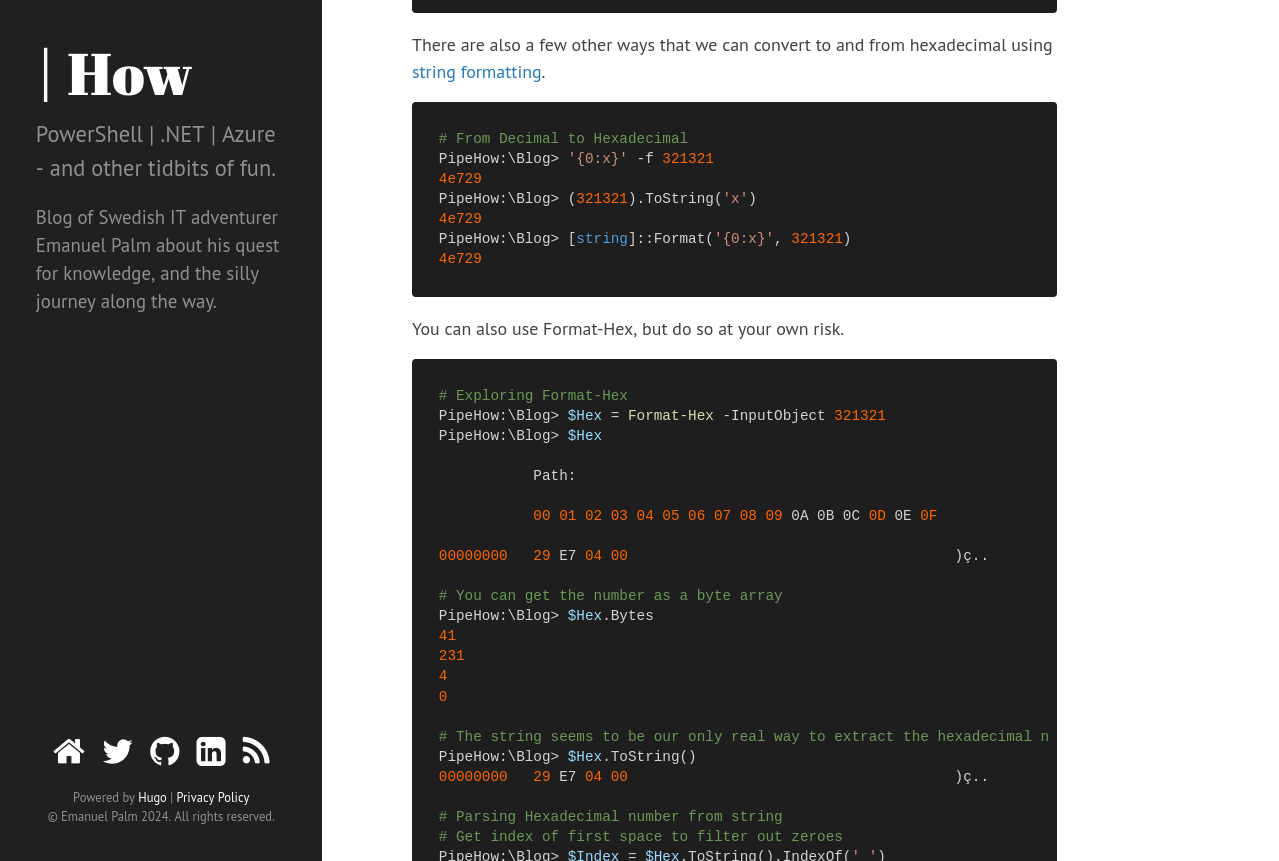 | How
PowerShell | .NET | Azure
- and other tidbits of fun.
Blog of Swedish IT adventurer
Emanuel Palm about his quest
for knowledge, and the silly
journey along the way.
Powered by Hugo | Privacy Policy
© Emanuel Palm 2024. All rights reserved.
There are also a few other ways that we can convert to and from hexadecimal using
string formatting.
# From Decimal to Hexadecimal
PipeHow:\Blog> '{0:x}' -f 321321
4e729
PipeHow:\Blog> (321321).ToString('x')
4e729
PipeHow:\Blog> [string]::Format('{0:x}', 321321)
4e729
You can also use Format-Hex, but do so at your own risk.
# Exploring Format-Hex
PipeHow:\Blog> $Hex = Format-Hex -InputObject 321321
PipeHow:\Blog> $Hex
Path:
00 01 02 03 04 05 06 07 08 09 0A 0B 0C 0D 0E 0F
00000000   29 E7 04 00                                      )ç..
# You can get the number as a byte array
PipeHow:\Blog> $Hex.Bytes
41
231
4
0
# The string seems to be our only real way to extract the hexadecimal n
PipeHow:\Blog> $Hex.ToString()
00000000   29 E7 04 00                                      )ç..
# Parsing Hexadecimal number from string
# Get index of first space to filter out zeroes
PipeHow:\Blog> $Index = $Hex.ToString().IndexOf(' ')